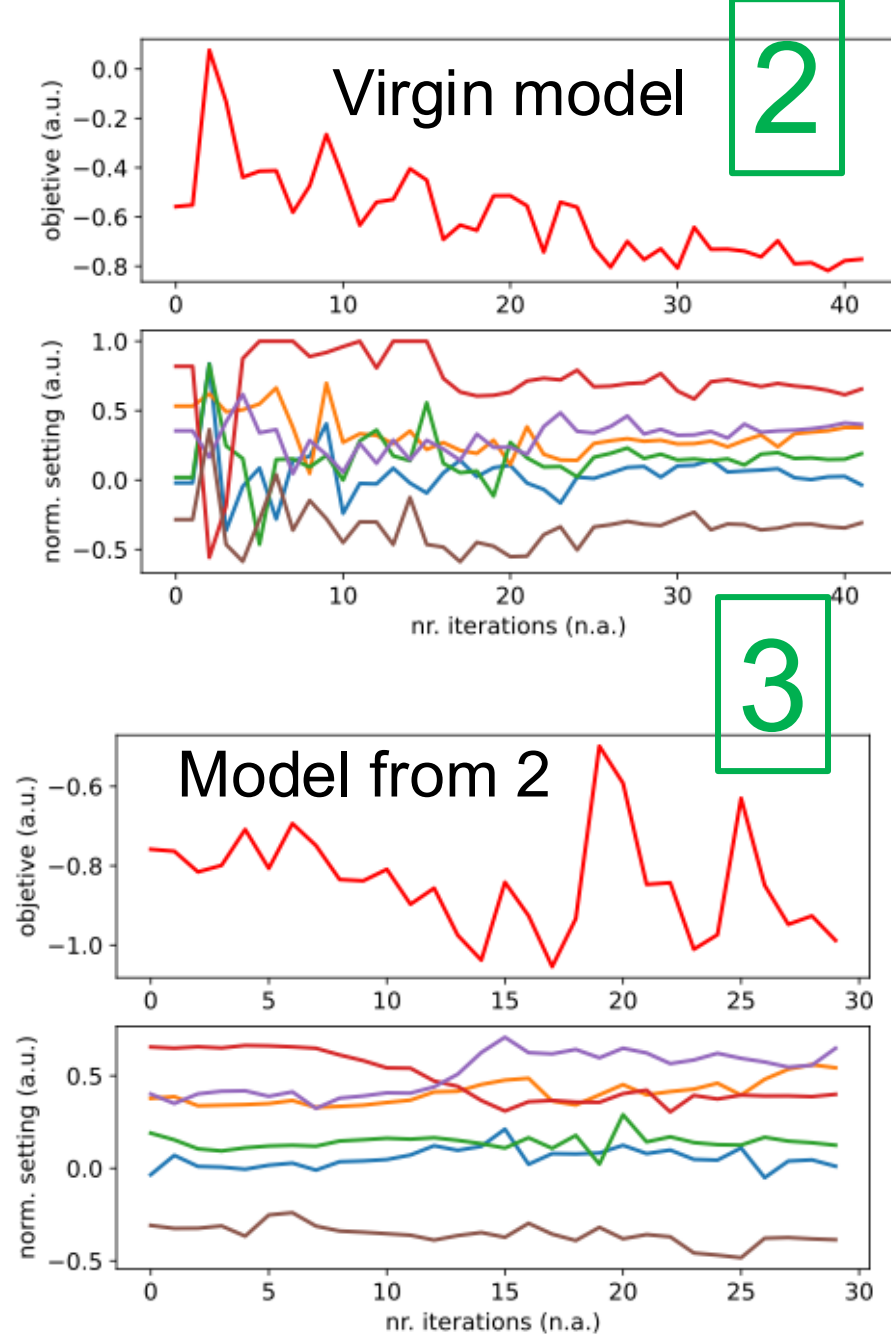 Virgin model
2
objetive (a.u.)
0.0
−0.2
−0.4
−0.6
−0.8
0 10 20 30 40
norm. setting (a.u.)
1.0
0.5
0.0
−0.5
0 10 20 30 40
nr. iterations (n.a.)
3
Model from 2
objetive (a.u.)
−0.6
−0.8
−1.0
0 5 10 15 20 25 30
norm. setting (a.u.)
0.5
0.0
−0.5
0 5 10 15 20 25 30
nr. iterations (n.a.)